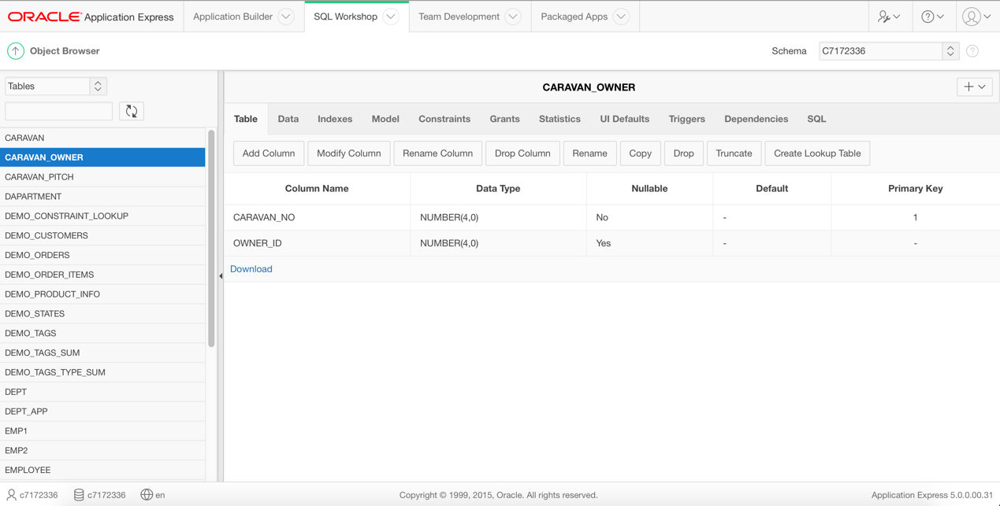 ORACLE Application Express
Application Builder
SQL Workshop
Team Development
Packaged Apps
Object Browser
Schema
C7172336
Tables
CARAVAN
CARAVAN_OWNER
CARAVAN_PITCH
DAPARTMENT
DEMO_CONSTRAINT_LOOKUP
DEMO_CUSTOMERS
DEMO_ORDERS
DEMO_ORDER_ITEMS
DEMO_PRODUCT_INFO
DEMO_STATES
DEMO_TAGS
DEMO_TAGS_SUM
DEMO_TAGS_TYPE_SUM
DEPT
DEPT_APP
EMP1
EMP2
EMPLOYEE
CARAVAN_OWNER
Table Data Indexes Model Constraints Grants Statistics UI Defaults Triggers Dependencies SQL
Add Column Modify Column Rename Column Drop Column Rename Copy Drop Truncate Create Lookup Table
Column Name Data Type Nullable Default Primary Key
CARAVAN_NO NUMBER(4,0) No - 1
OWNER_ID NUMBER(4,0) Yes - -
Download
c7172336 c7172336 en
Copyright © 1999, 2015, Oracle. All rights reserved.
Application Express 5.0.0.00.31